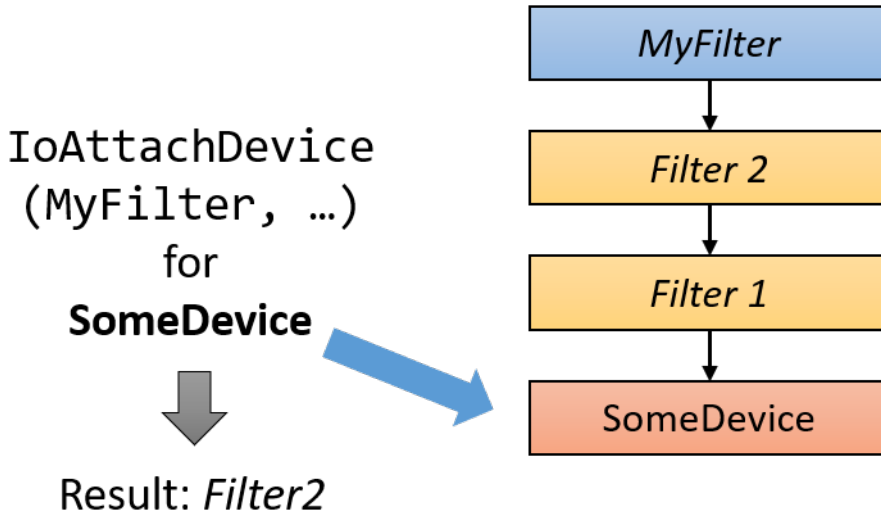 IoAttachDevice
(MyFilter, …)
for
SomeDevice
Result: Filter2
MyFilter
Filter 2
Filter 1
SomeDevice